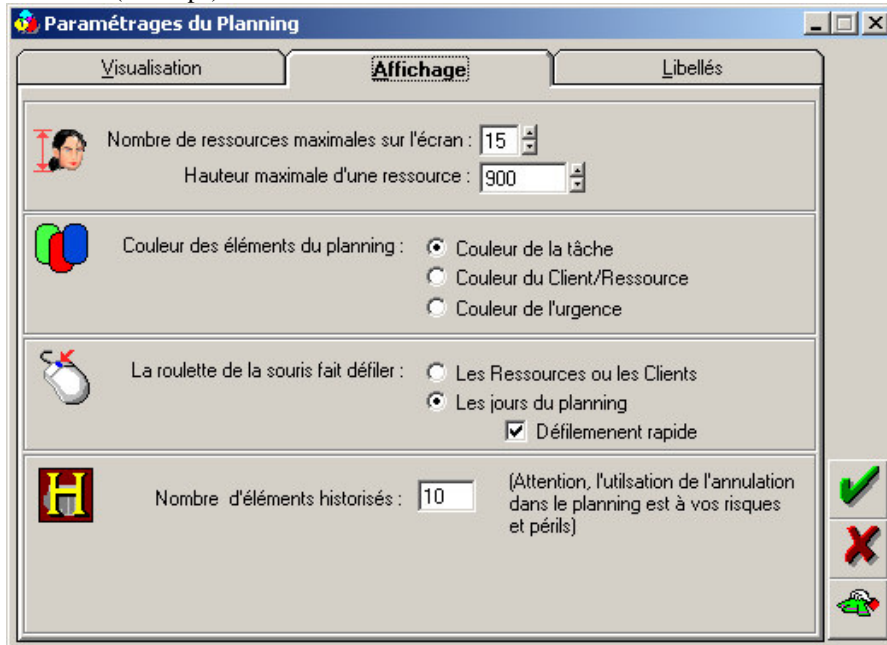 Paramétrages du Planning
Visualisation
Affichage
Libellés
Nombre de ressources maximales sur l'écran : 15
Hauteur maximale d'une ressource : 900
Couleur des éléments du planning :
Couleur de la tâche
Couleur du Client/Ressource
Couleur de l'urgence
La roulette de la souris fait défiler :
Les Ressources ou les Clients
Les jours du planning
Défilemenent rapide
H
Nombre d'éléments historisés : 10
(Attention, l'utilsation de l'annulation
dans le planning est à vos risques
et périls)